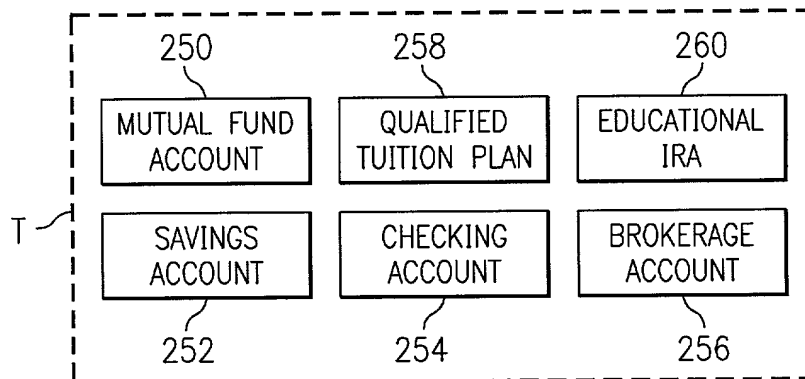 250 258 260
MUTUAL FUND ACCOUNT
QUALIFIED TUITION PLAN
EDUCATIONAL IRA
T
SAVINGS ACCOUNT
CHECKING ACCOUNT
BROKERAGE ACCOUNT
252 254 256